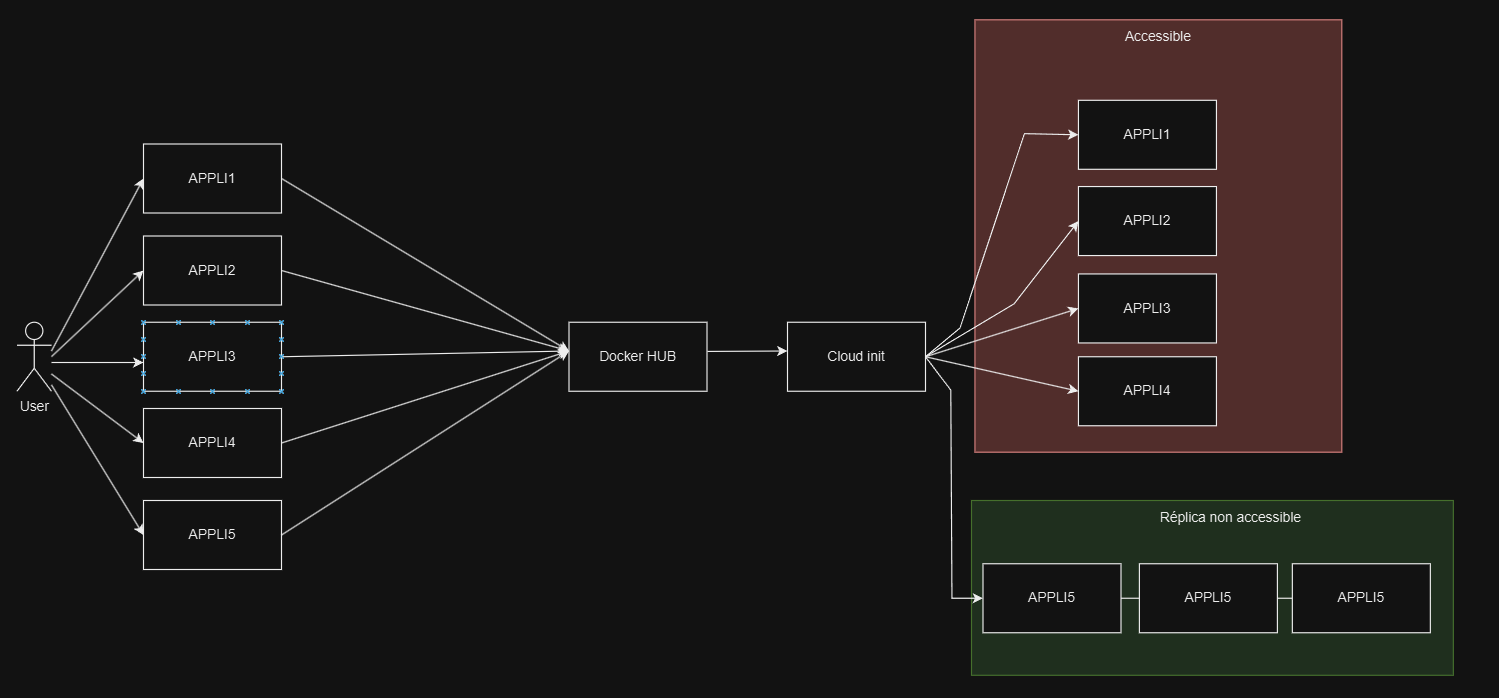 User
APPLI1
APPLI2
APPLI3
APPLI4
APPLI5
Docker HUB
Cloud init
Accessible
APPLI1
APPLI2
APPLI3
APPLI4
Réplica non accessible
APPLI5
APPLI5
APPLI5